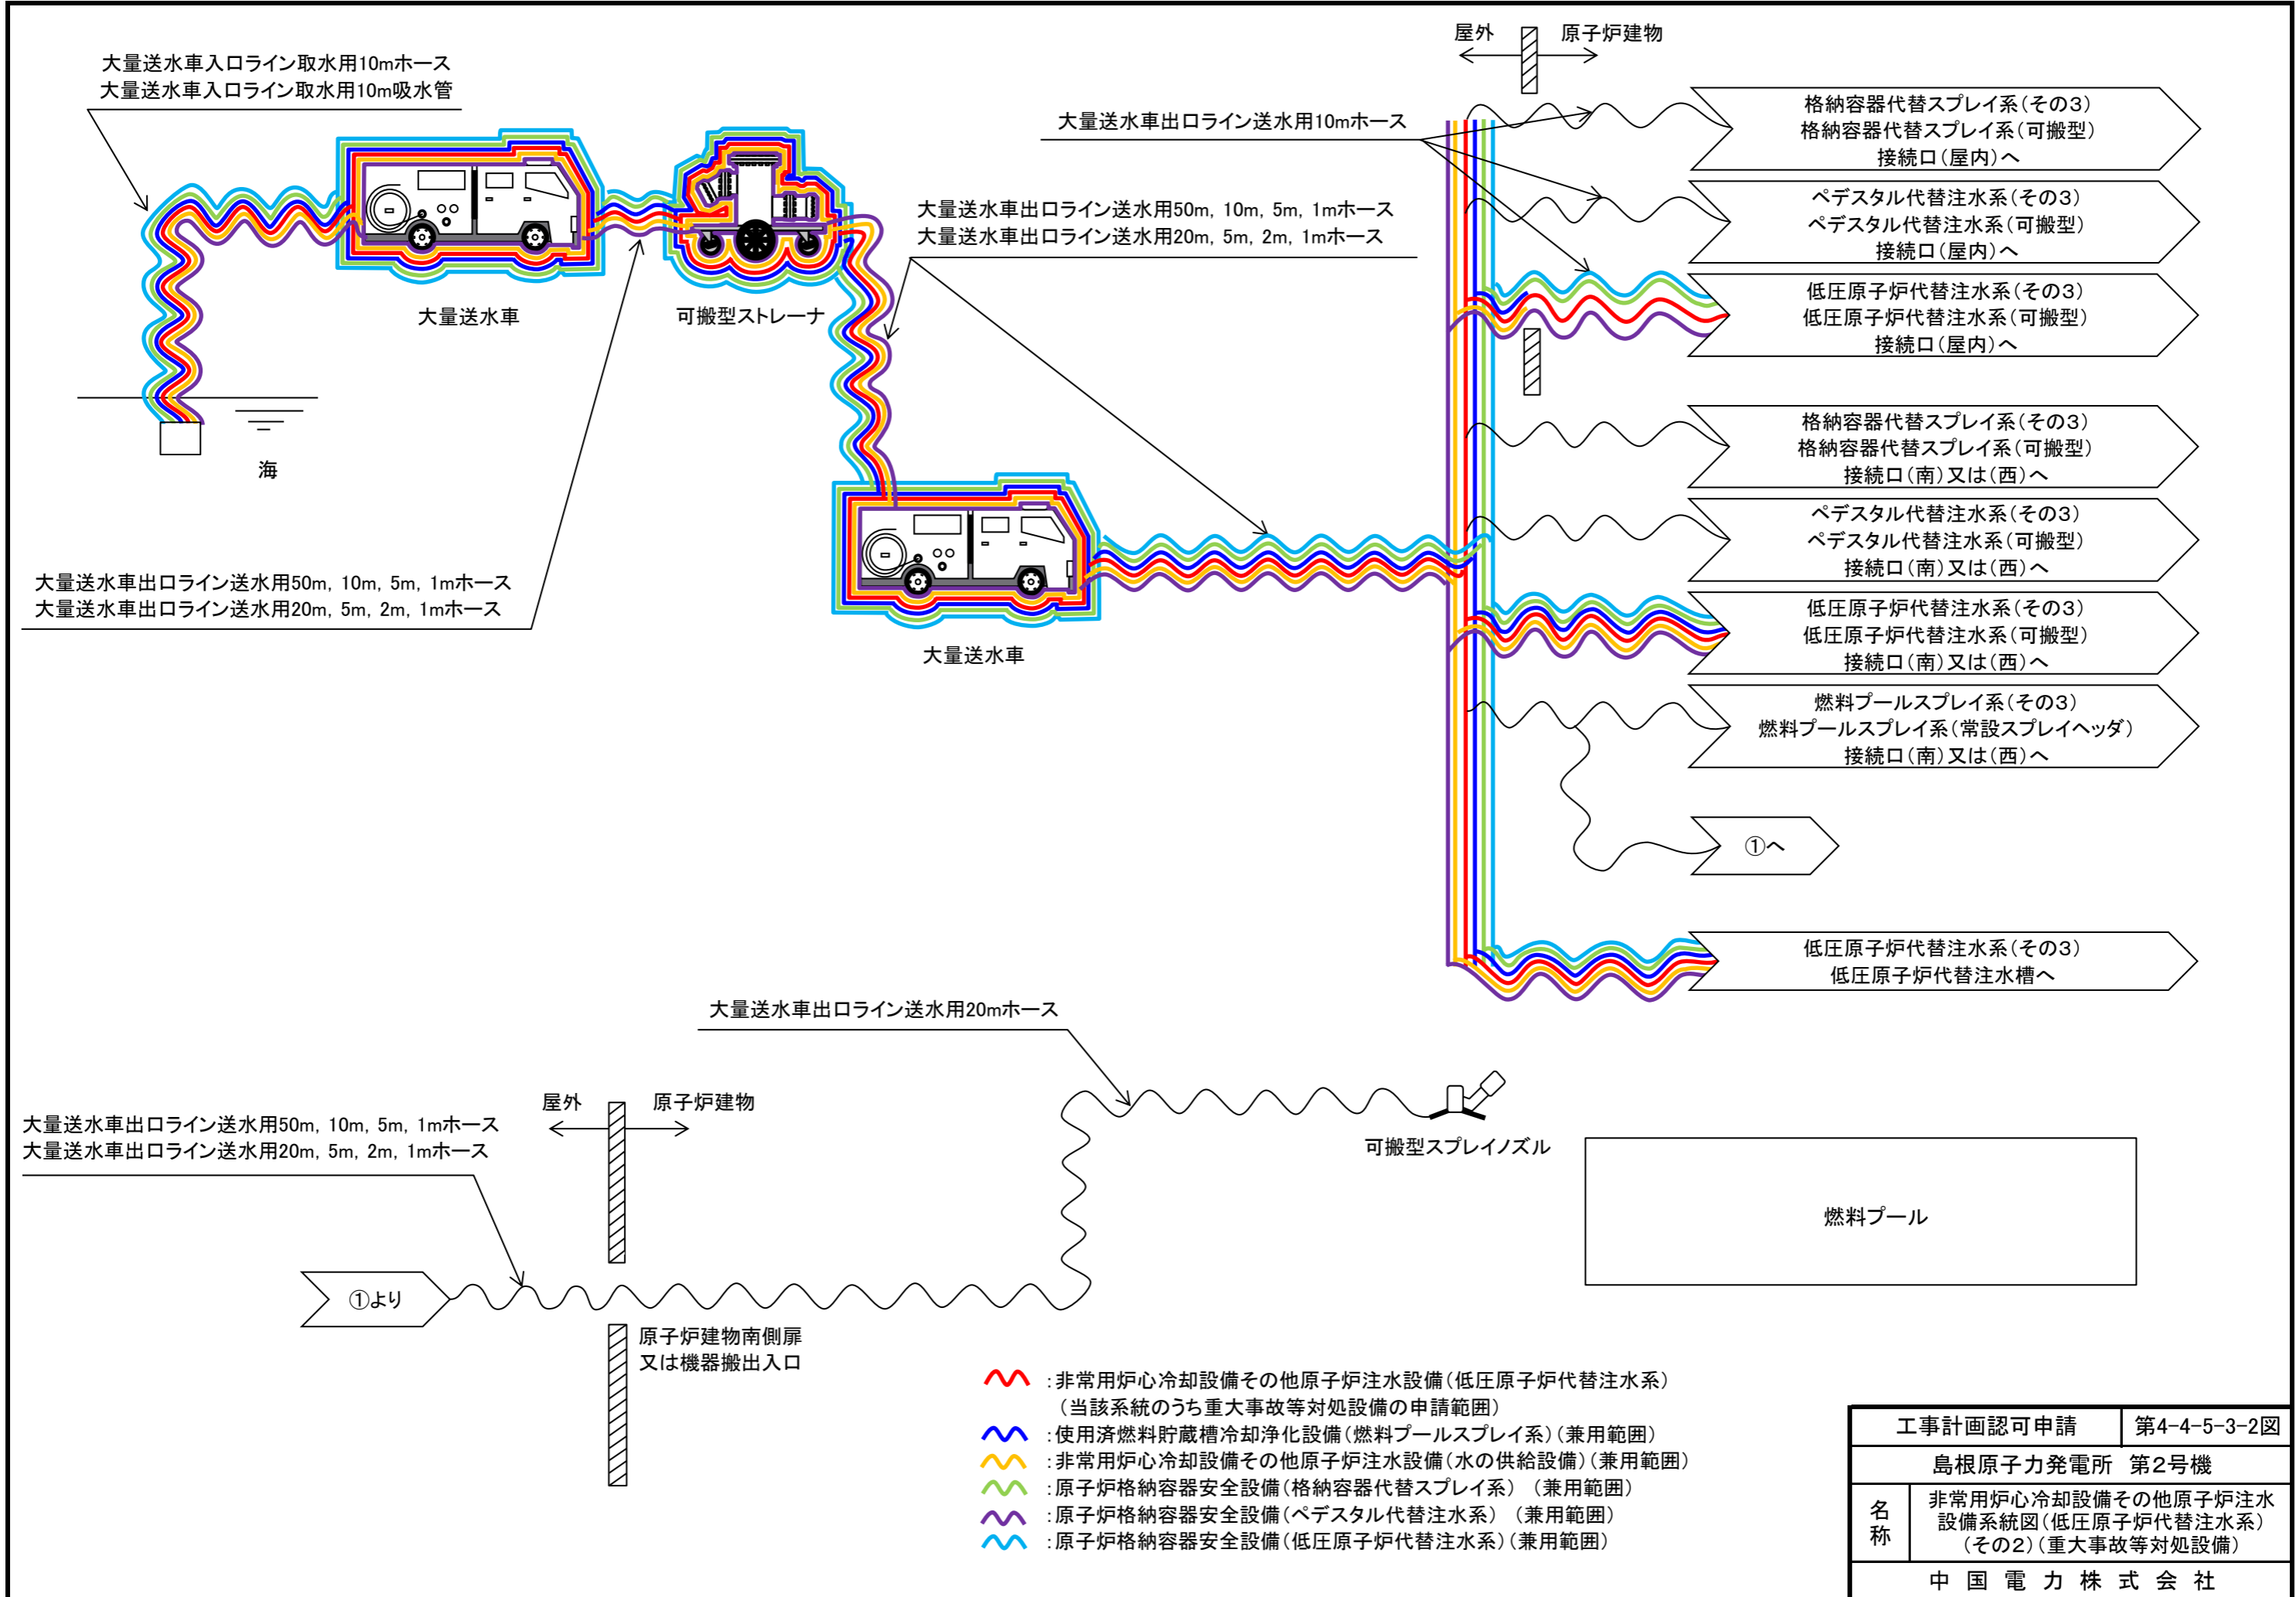 大量送水車入口ライン取水用10mホース
大量送水車入口ライン取水用10m吸水管
大量送水車
可搬型ストレーナ
海
大量送水車出口ライン送水用50m, 10m, 5m, 1mホース
大量送水車出口ライン送水用20m, 5m, 2m, 1mホース
大量送水車出口ライン送水用50m, 10m, 5m, 1mホース
大量送水車出口ライン送水用20m, 5m, 2m, 1mホース
大量送水車
大量送水車出口ライン送水用10mホース
屋外
原子炉建物
格納容器代替スプレイ系(その3)
格納容器代替スプレイ系(可搬型)
接続口(屋内)へ
ペデスタル代替注水系(その3)
ペデスタル代替注水系(可搬型)
接続口(屋内)へ
低圧原子炉代替注水系(その3)
低圧原子炉代替注水系(可搬型)
接続口(屋内)へ
格納容器代替スプレイ系(その3)
格納容器代替スプレイ系(可搬型)
接続口(南)又は(西)へ
ペデスタル代替注水系(その3)
ペデスタル代替注水系(可搬型)
接続口(南)又は(西)へ
低圧原子炉代替注水系(その3)
低圧原子炉代替注水系(可搬型)
接続口(南)又は(西)へ
燃料プールスプレイ系(その3)
燃料プールスプレイ系(常設スプレイヘッダ)
接続口(南)又は(西)へ
①へ
低圧原子炉代替注水系(その3)
低圧原子炉代替注水槽へ
大量送水車出口ライン送水用20mホース
屋外
原子炉建物
大量送水車出口ライン送水用50m, 10m, 5m, 1mホース
大量送水車出口ライン送水用20m, 5m, 2m, 1mホース
可搬型スプレイノズル
燃料プール
①より
原子炉建物南側扉
又は機器搬出入口
:非常用炉心冷却設備その他原子炉注水設備(低圧原子炉代替注水系)
(当該系統のうち重大事故等対処設備の申請範囲)
:使用済燃料貯蔵槽冷却浄化設備(燃料プールスプレイ系)(兼用範囲)
:非常用炉心冷却設備その他原子炉注水設備(水の供給設備)(兼用範囲)
:原子炉格納容器安全設備(格納容器代替スプレイ系) (兼用範囲)
:原子炉格納容器安全設備(ペデスタル代替注水系) (兼用範囲)
:原子炉格納容器安全設備(低圧原子炉代替注水系)(兼用範囲)
工事計画認可申請 第4-4-5-3-2図
島根原子力発電所 第2号機
名称
非常用炉心冷却設備その他原子炉注水
設備系統図(低圧原子炉代替注水系)
(その2)(重大事故等対処設備)
中国電力株式会社